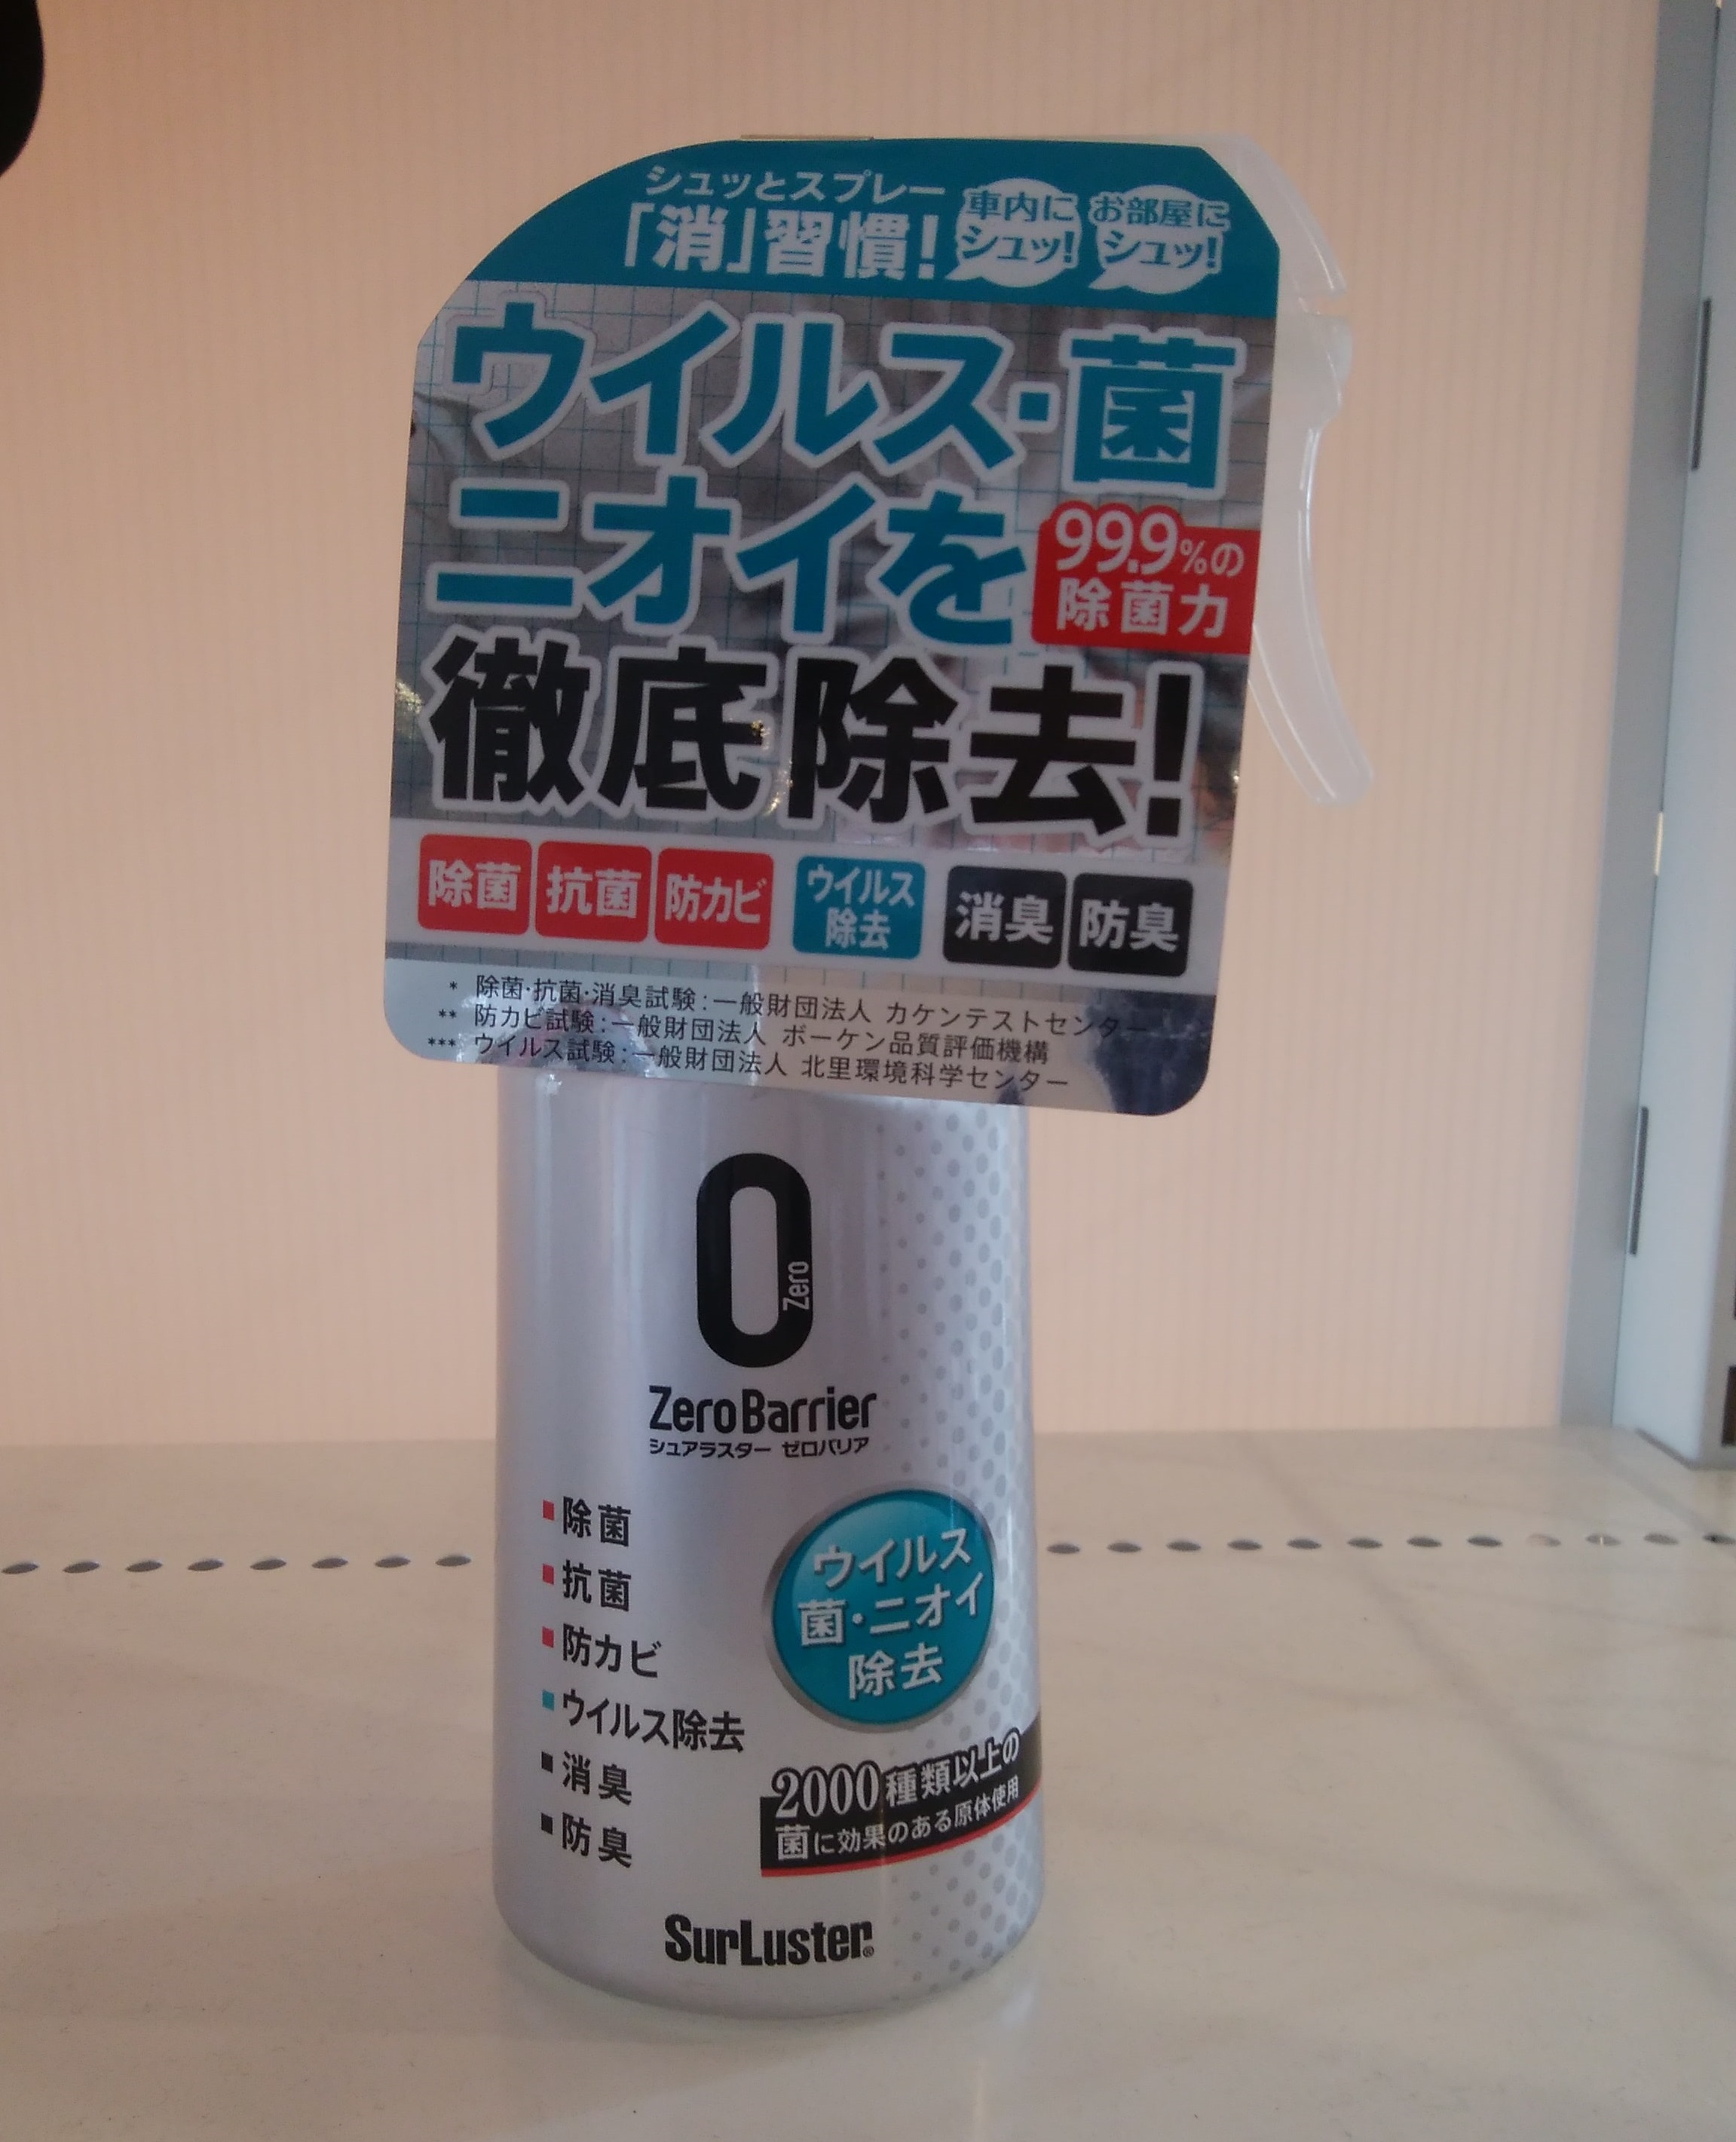 シュッとスプレー
「消」習慣!
車内に
シュッ!
お部屋に
シュッ!
ウイルス・菌
ニオイを
99.9%の
除菌力
徹底除去!
除菌
抗菌
防カビ
ウイルス
除去
消臭
防臭
* 除菌・抗菌・消臭試験:一般財団法人 カケンテストセンター
** 防カビ試験:一般財団法人 ボーケン品質評価機構
*** ウイルス試験:一般財団法人 北里環境科学センター
0
Zero
ZeroBarrier
シュアラスター ゼロバリア
除菌
抗菌
防カビ
ウイルス除去
消臭
防臭
ウイルス
菌・ニオイ
除去
2000種類以上の
菌に効果のある原体使用
SurLuster®